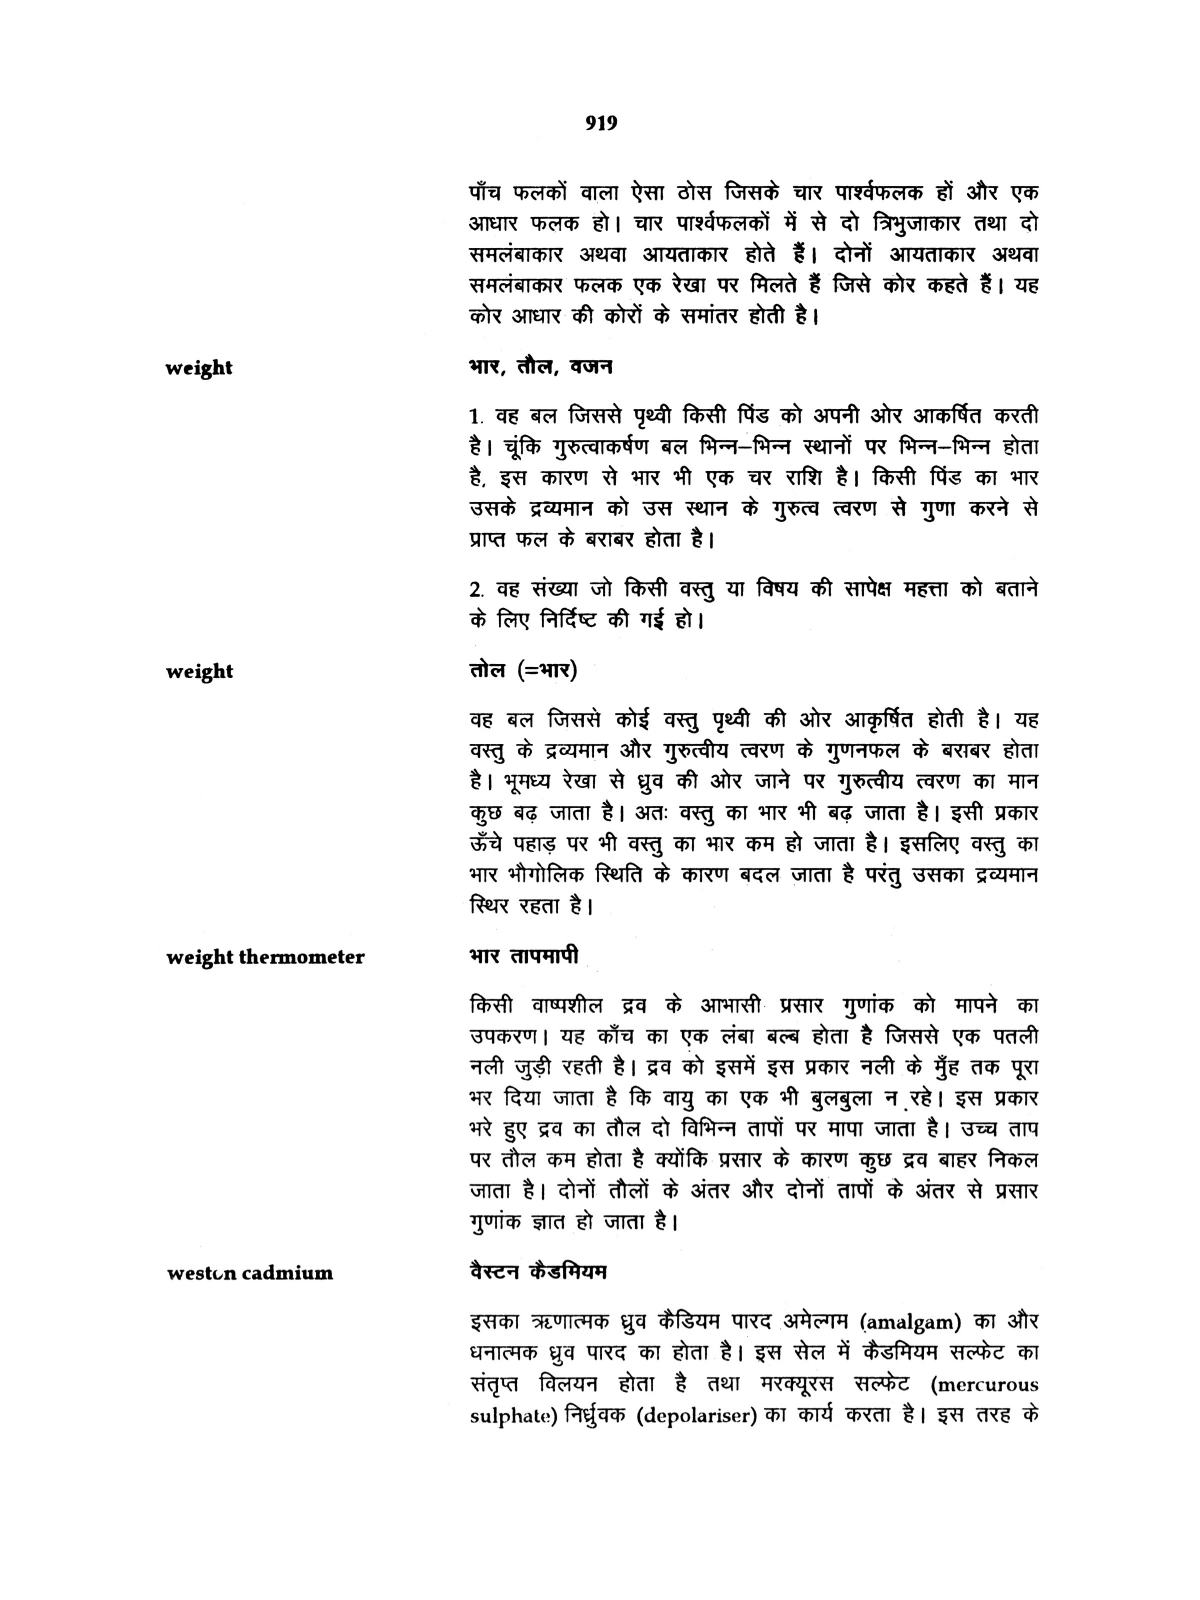 919
पाँच फलकों वाला ऐसा ठोस जिसके चार पार्श्वफलक हों और एक
आधार फलक हो। चार पार्श्वफलकों में से दो त्रिभुजाकार तथा दो
समलंबाकार अथवा आयताकार होते हैं। दोनों आयताकार अथवा
समलंबाकार फलक एक रेखा पर मिलते हैं जिसे कोर कहते हैं। यह
कोर आधार की कोरों के समांतर होती है।
weight भार, तौल, वजन
1. वह बल जिससे पृथ्वी किसी पिंड को अपनी ओर आकर्षित करती
है। चूंकि गुरुत्वाकर्षण बल भिन्न–भिन्न स्थानों पर भिन्न–भिन्न होता
है, इस कारण से भार भी एक चर राशि है। किसी पिंड का भार
उसके द्रव्यमान को उस स्थान के गुरुत्व त्वरण से गुणा करने से
प्राप्त फल के बराबर होता है।
2. वह संख्या जो किसी वस्तु या विषय की सापेक्ष महत्ता को बताने
के लिए निर्दिष्ट की गई हो।
weight तोल (=भार)
वह बल जिससे कोई वस्तु पृथ्वी की ओर आकृर्षित होती है। यह
वस्तु के द्रव्यमान और गुरुत्वीय त्वरण के गुणनफल के बराबर होता
है। भूमध्य रेखा से ध्रुव की ओर जाने पर गुरुत्वीय त्वरण का मान
कुछ बढ़ जाता है। अतः वस्तु का भार भी बढ़ जाता है। इसी प्रकार
ऊँचे पहाड़ पर भी वस्तु का भार कम हो जाता है। इसलिए वस्तु का
भार भौगोलिक स्थिति के कारण बदल जाता है परंतु उसका द्रव्यमान
स्थिर रहता है।
weight thermometer भार तापमापी
किसी वाष्पशील द्रव के आभासी प्रसार गुणांक को मापने का
उपकरण। यह काँच का एक लंबा बल्ब होता है जिससे एक पतली
नली जुड़ी रहती है। द्रव को इसमें इस प्रकार नली के मुँह तक पूरा
भर दिया जाता है कि वायु का एक भी बुलबुला न रहे। इस प्रकार
भरे हुए द्रव का तौल दो विभिन्न तापों पर मापा जाता है। उच्च ताप
पर तौल कम होता है क्योंकि प्रसार के कारण कुछ द्रव बाहर निकल
जाता है। दोनों तौलों के अंतर और दोनों तापों के अंतर से प्रसार
गुणांक ज्ञात हो जाता है।
weston cadmium वैस्टन कैडमियम
इसका ऋणात्मक ध्रुव कैडियम पारद अमेल्गम (amalgam) का और
धनात्मक ध्रुव पारद का होता है। इस सेल में कैडमियम सल्फेट का
संतृप्त विलयन होता है तथा मरक्यूरस सल्फेट (mercurous
sulphate) निर्ध्रुवक (depolariser) का कार्य करता है। इस तरह के